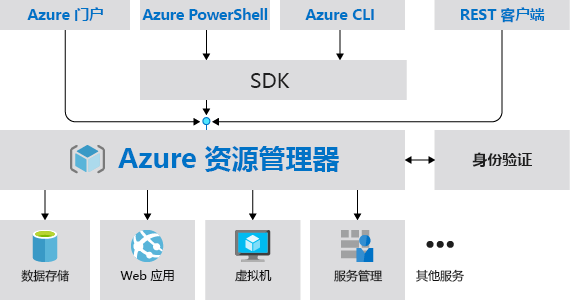 Azure 门户
Azure PowerShell
Azure CLI
REST 客户端
SDK
Azure 资源管理器
身份验证
数据存储
Web 应用
虚拟机
服务管理
其他服务